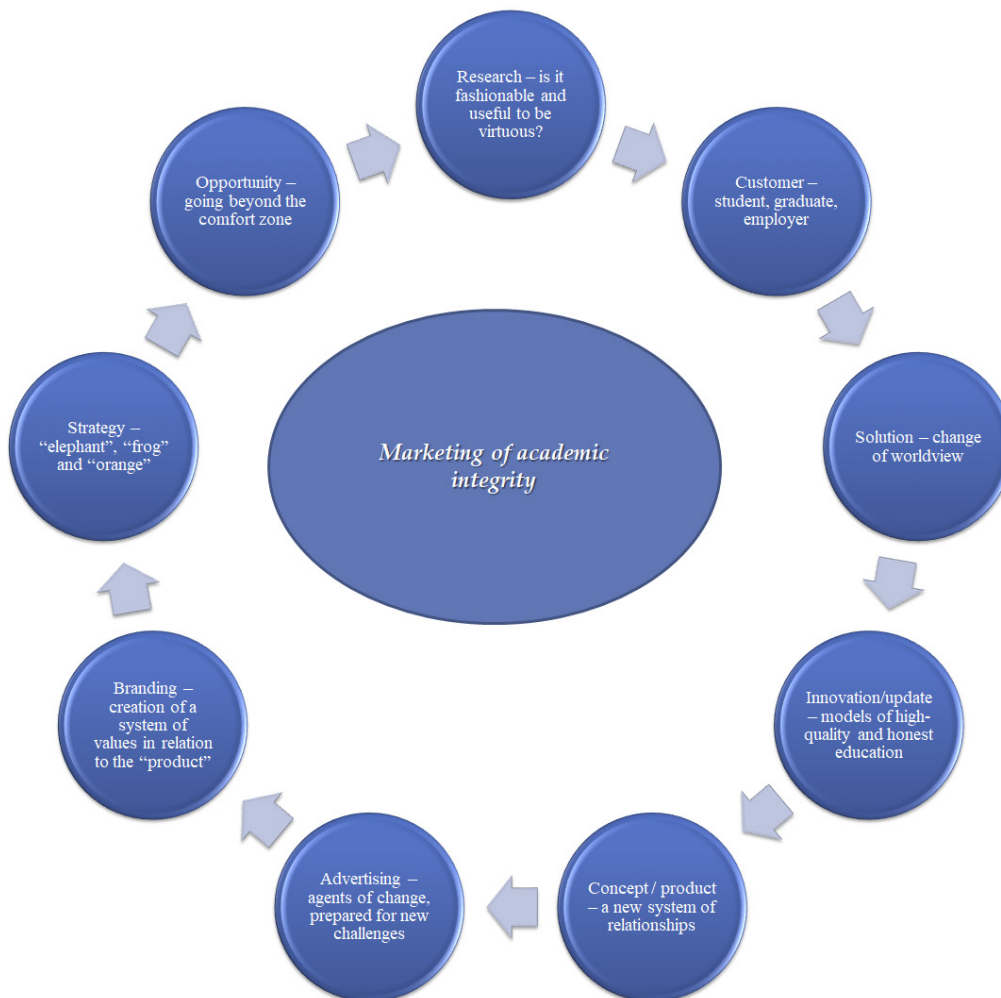 Research – is it
fashionable and
useful to be
virtuous?
Customer –
student, graduate,
employer
Solution – change
of worldview
Innovation/update
– models of high-
quality and honest
education
Concept / product
– a new system of
relationships
Advertising –
agents of change,
prepared for new
challenges
Branding –
creation of a
system of
values in relation
to the “product”
Strategy –
“elephant”, “frog”
and “orange”
Opportunity –
going beyond the
comfort zone
Marketing of academic
integrity